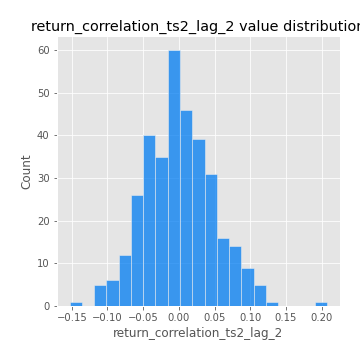 return_correlation_ts2_lag_2 value distribution
60
50
40
30
20
10
0
Count
−0.15 −0.10 −0.05 0.00 0.05 0.10 0.15 0.20
return_correlation_ts2_lag_2